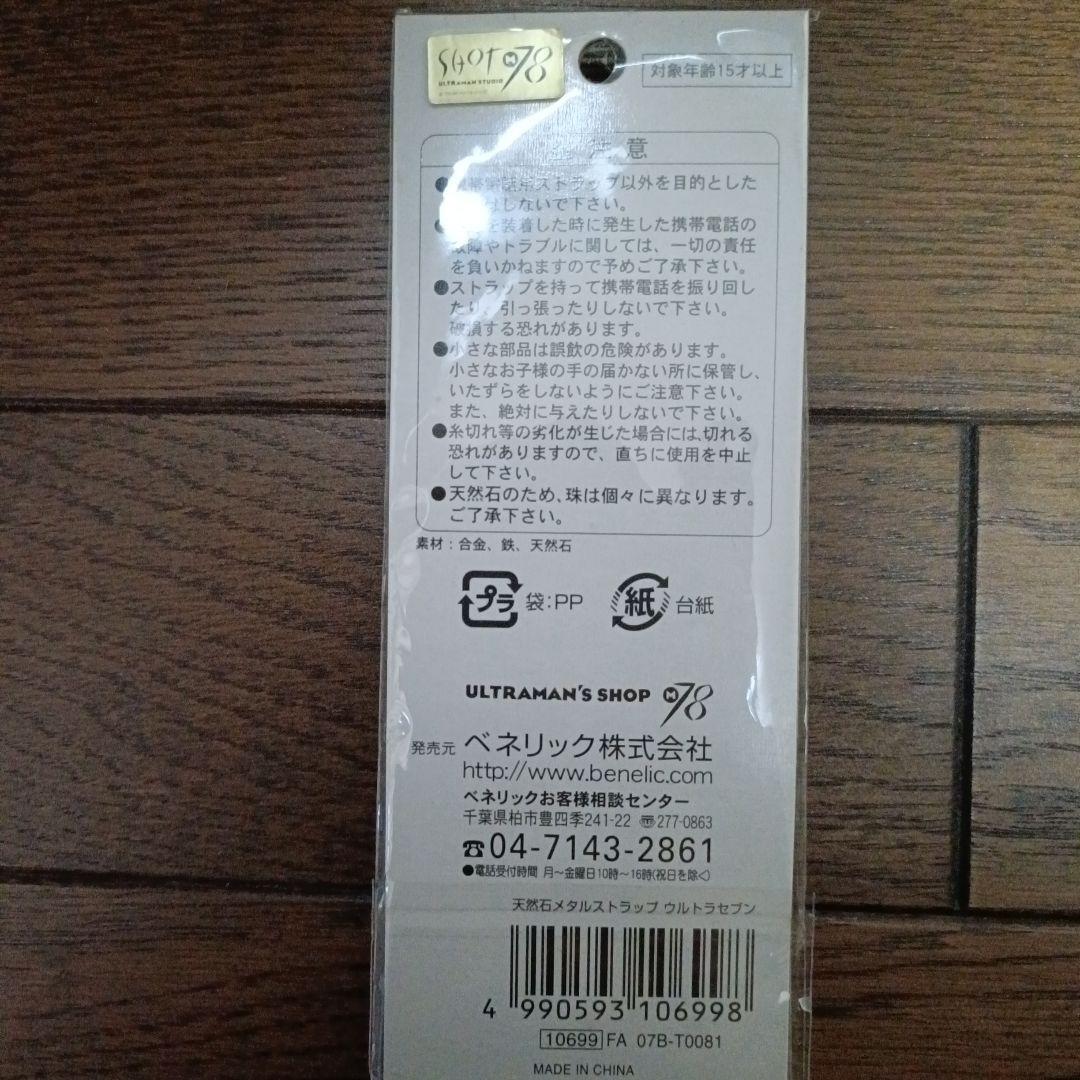 SHOT M78
ULTRAMAN STUDIO
対象年齢15才以上
注意
ストラップ以外を目的とした
しないで下さい。
を装着した時に発生した携帯電話の
故障やトラブルに関しては、一切の責任
を負いかねますので予めご了承下さい。
●ストラップを持って携帯電話を振り回し
たり、引っ張ったりしないで下さい。
破損する恐れがあります。
●小さな部品は誤飲の危険があります。
小さなお子様の手の届かない所に保管し、
いたずらをしないようにご注意下さい。
また、絶対に与えたりしないで下さい。
●糸切れ等の劣化が生じた場合には、切れる
恐れがありますので、直ちに使用を中止
して下さい。
●天然石のため、珠は個々に異なります。
ご了承下さい。
素材：合金、鉄、天然石
プラ 袋:PP 紙 台紙
ULTRAMAN'S SHOP M78
発売元 ベネリック株式会社
http://www.benelic.com
ベネリックお客様相談センター
千葉県柏市豊四季241-22 〠277-0863
☎04-7143-2861
●電話受付時間 月〜金曜日10時〜16時(祝日を除く)
天然石メタルストラップ ウルトラセブン
4 990593 106998
10699 FA 07B-T0081
MADE IN CHINA